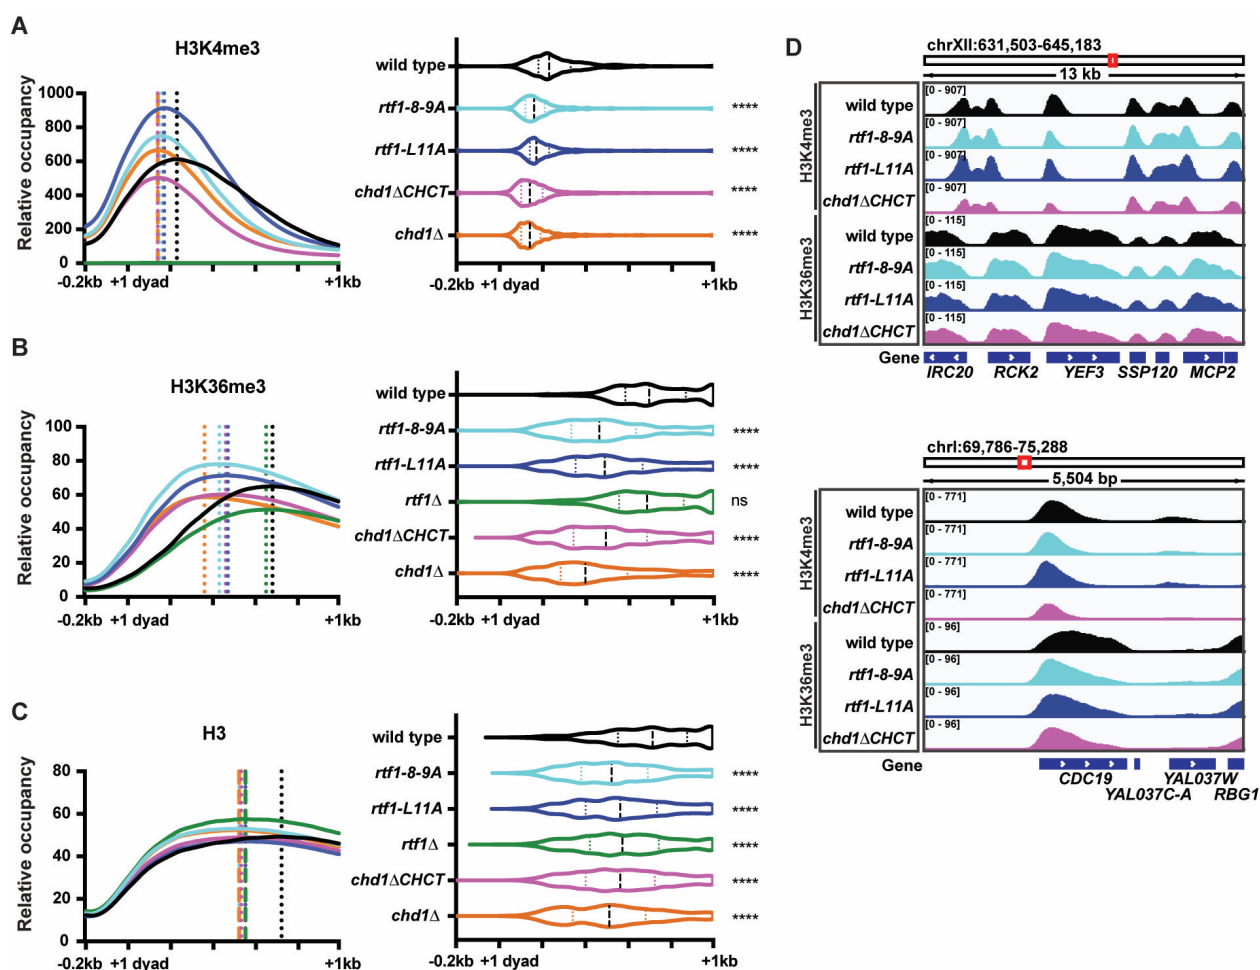 A
H3K4me3
Relative occupancy
1000
800
600
400
200
0
-0.2kb
+1 dyad
+1kb
wild type
rtf1-8-9A
****
rtf1-L11A
****
chd1ΔCHCT
****
chd1Δ
****
-0.2kb
+1 dyad
+1kb
B
H3K36me3
Relative occupancy
100
80
60
40
20
0
-0.2kb
+1 dyad
+1kb
wild type
rtf1-8-9A
****
rtf1-L11A
****
rtf1Δ
ns
chd1ΔCHCT
****
chd1Δ
****
-0.2kb
+1 dyad
+1kb
C
H3
Relative occupancy
80
60
40
20
0
-0.2kb
+1 dyad
+1kb
wild type
rtf1-8-9A
****
rtf1-L11A
****
rtf1Δ
****
chd1ΔCHCT
****
chd1Δ
****
-0.2kb
+1 dyad
+1kb
D
chrXII:631,503-645,183
13 kb
H3K4me3
wild type
[0 - 907]
rtf1-8-9A
[0 - 907]
rtf1-L11A
[0 - 907]
chd1ΔCHCT
[0 - 907]
H3K36me3
wild type
[0 - 115]
rtf1-8-9A
[0 - 115]
rtf1-L11A
[0 - 115]
chd1ΔCHCT
[0 - 115]
Gene
IRC20
RCK2
YEF3
SSP120
MCP2
chrI:69,786-75,288
5,504 bp
H3K4me3
wild type
[0 - 771]
rtf1-8-9A
[0 - 771]
rtf1-L11A
[0 - 771]
chd1ΔCHCT
[0 - 771]
H3K36me3
wild type
[0 - 96]
rtf1-8-9A
[0 - 96]
rtf1-L11A
[0 - 96]
chd1ΔCHCT
[0 - 96]
Gene
CDC19
YAL037W
YAL037C-A
RBG1